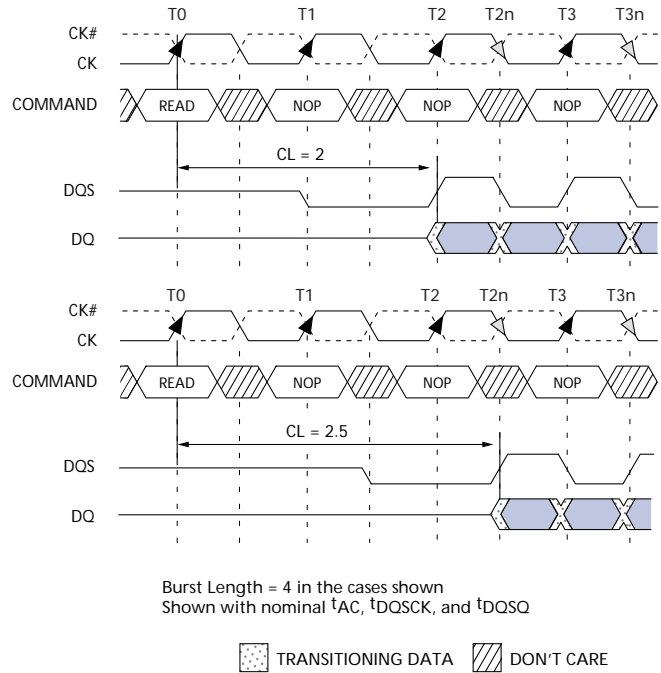 T0 T1 T2 T2n T3 T3n
CK#
CK
COMMAND READ NOP NOP NOP
CL = 2
DQS
DQ
T0 T1 T2 T2n T3 T3n
CK#
CK
COMMAND READ NOP NOP NOP
CL = 2.5
DQS
DQ
Burst Length = 4 in the cases shown
Shown with nominal tAC, tDQSCK, and tDQSQ
TRANSITIONING DATA DON'T CARE